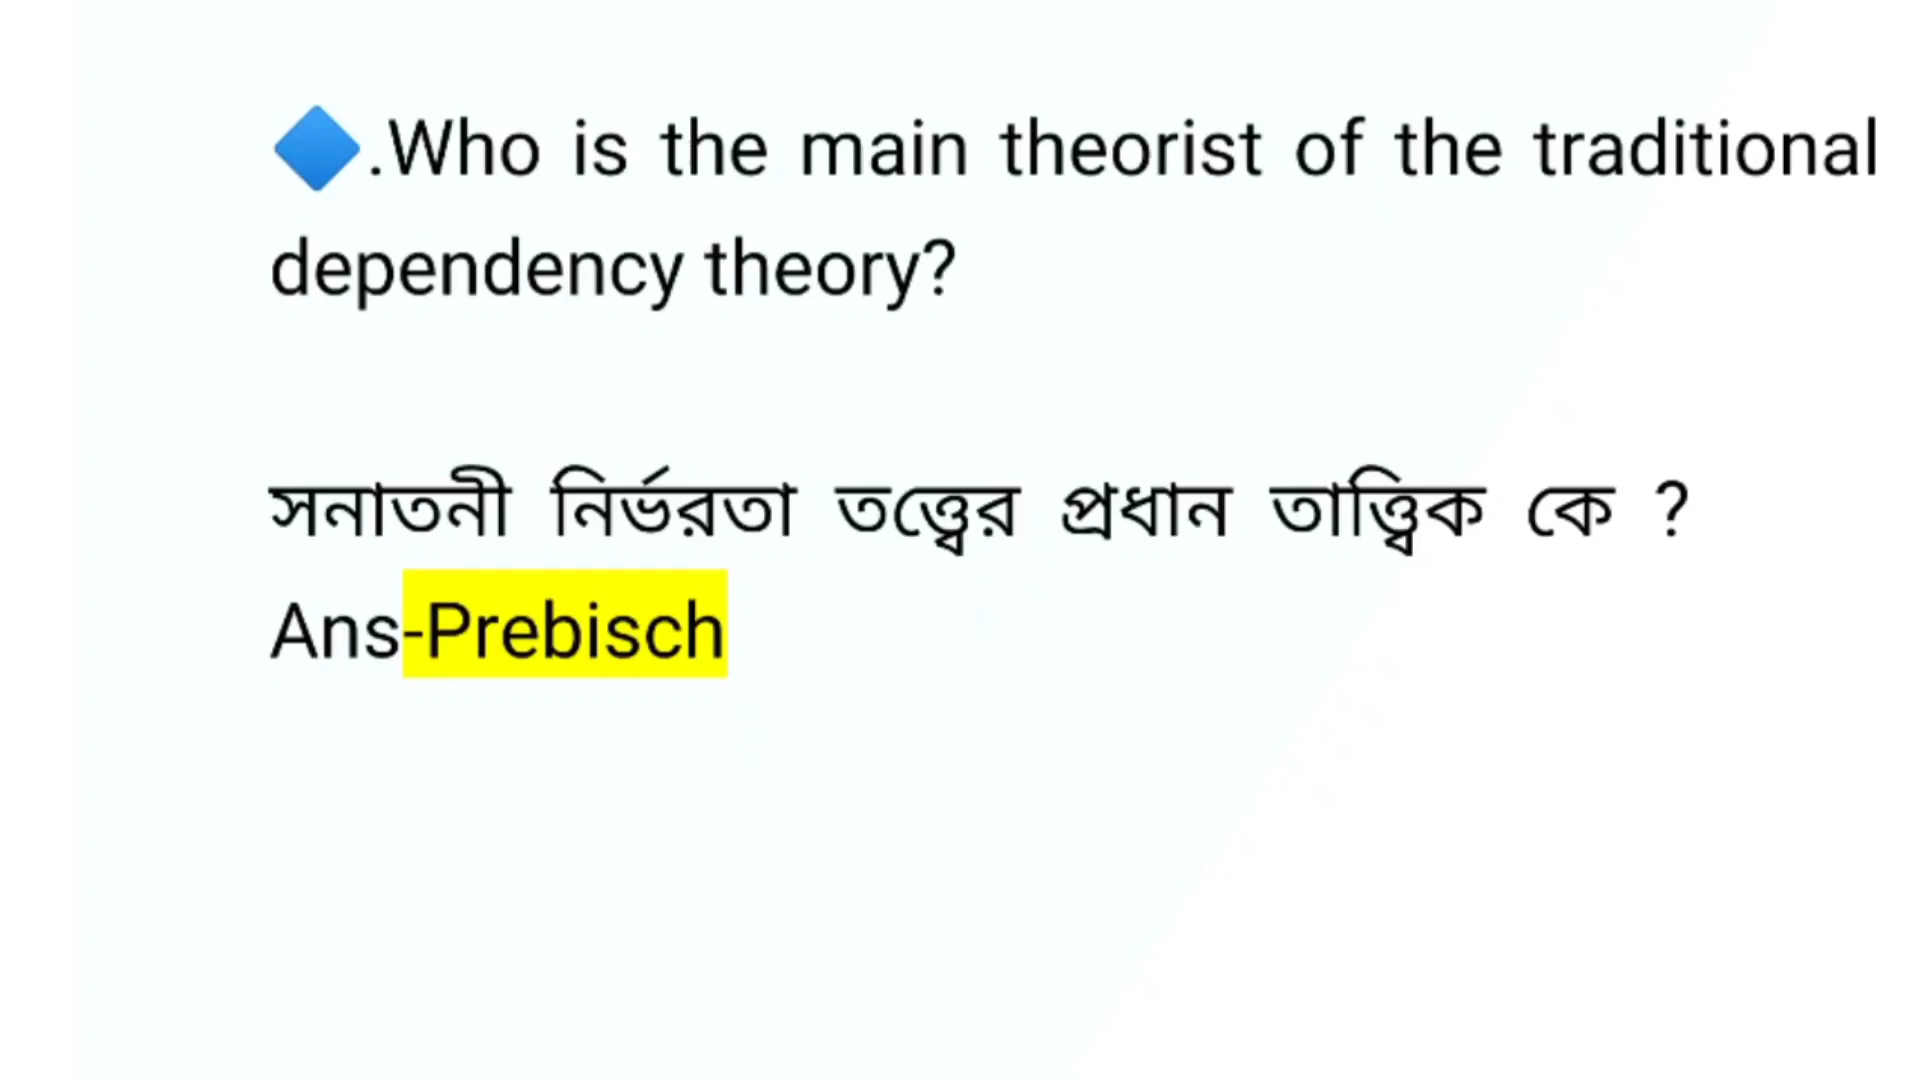 🔷.Who is the main theorist of the traditional
dependency theory?
সনাতনী নির্ভরতা তত্ত্বের প্রধান তাত্ত্বিক কে ?
Ans-Prebisch